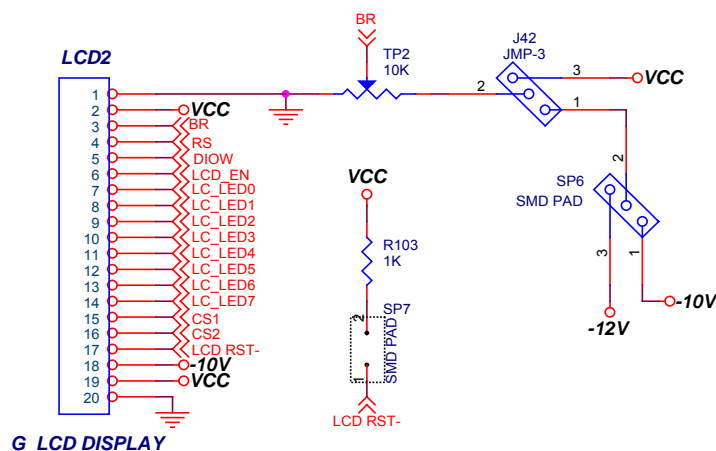 BR
J42
JMP-3
LCD2
TP2
10K
3
VCC
2
1
1
2
3
4
5
6
7
8
9
10
11
12
13
14
15
16
17
18
19
20
VCC
BR
RS
DIOW
LCD_EN
LC_LED0
LC_LED1
LC_LED2
LC_LED3
LC_LED4
LC_LED5
LC_LED6
LC_LED7
CS1
CS2
LCD RST-
-10V
VCC
VCC
R103
1K
SP7
SMD PAD
2
1
LCD RST-
2
SP6
SMD PAD
3
1
-10V
-12V
G LCD DISPLAY